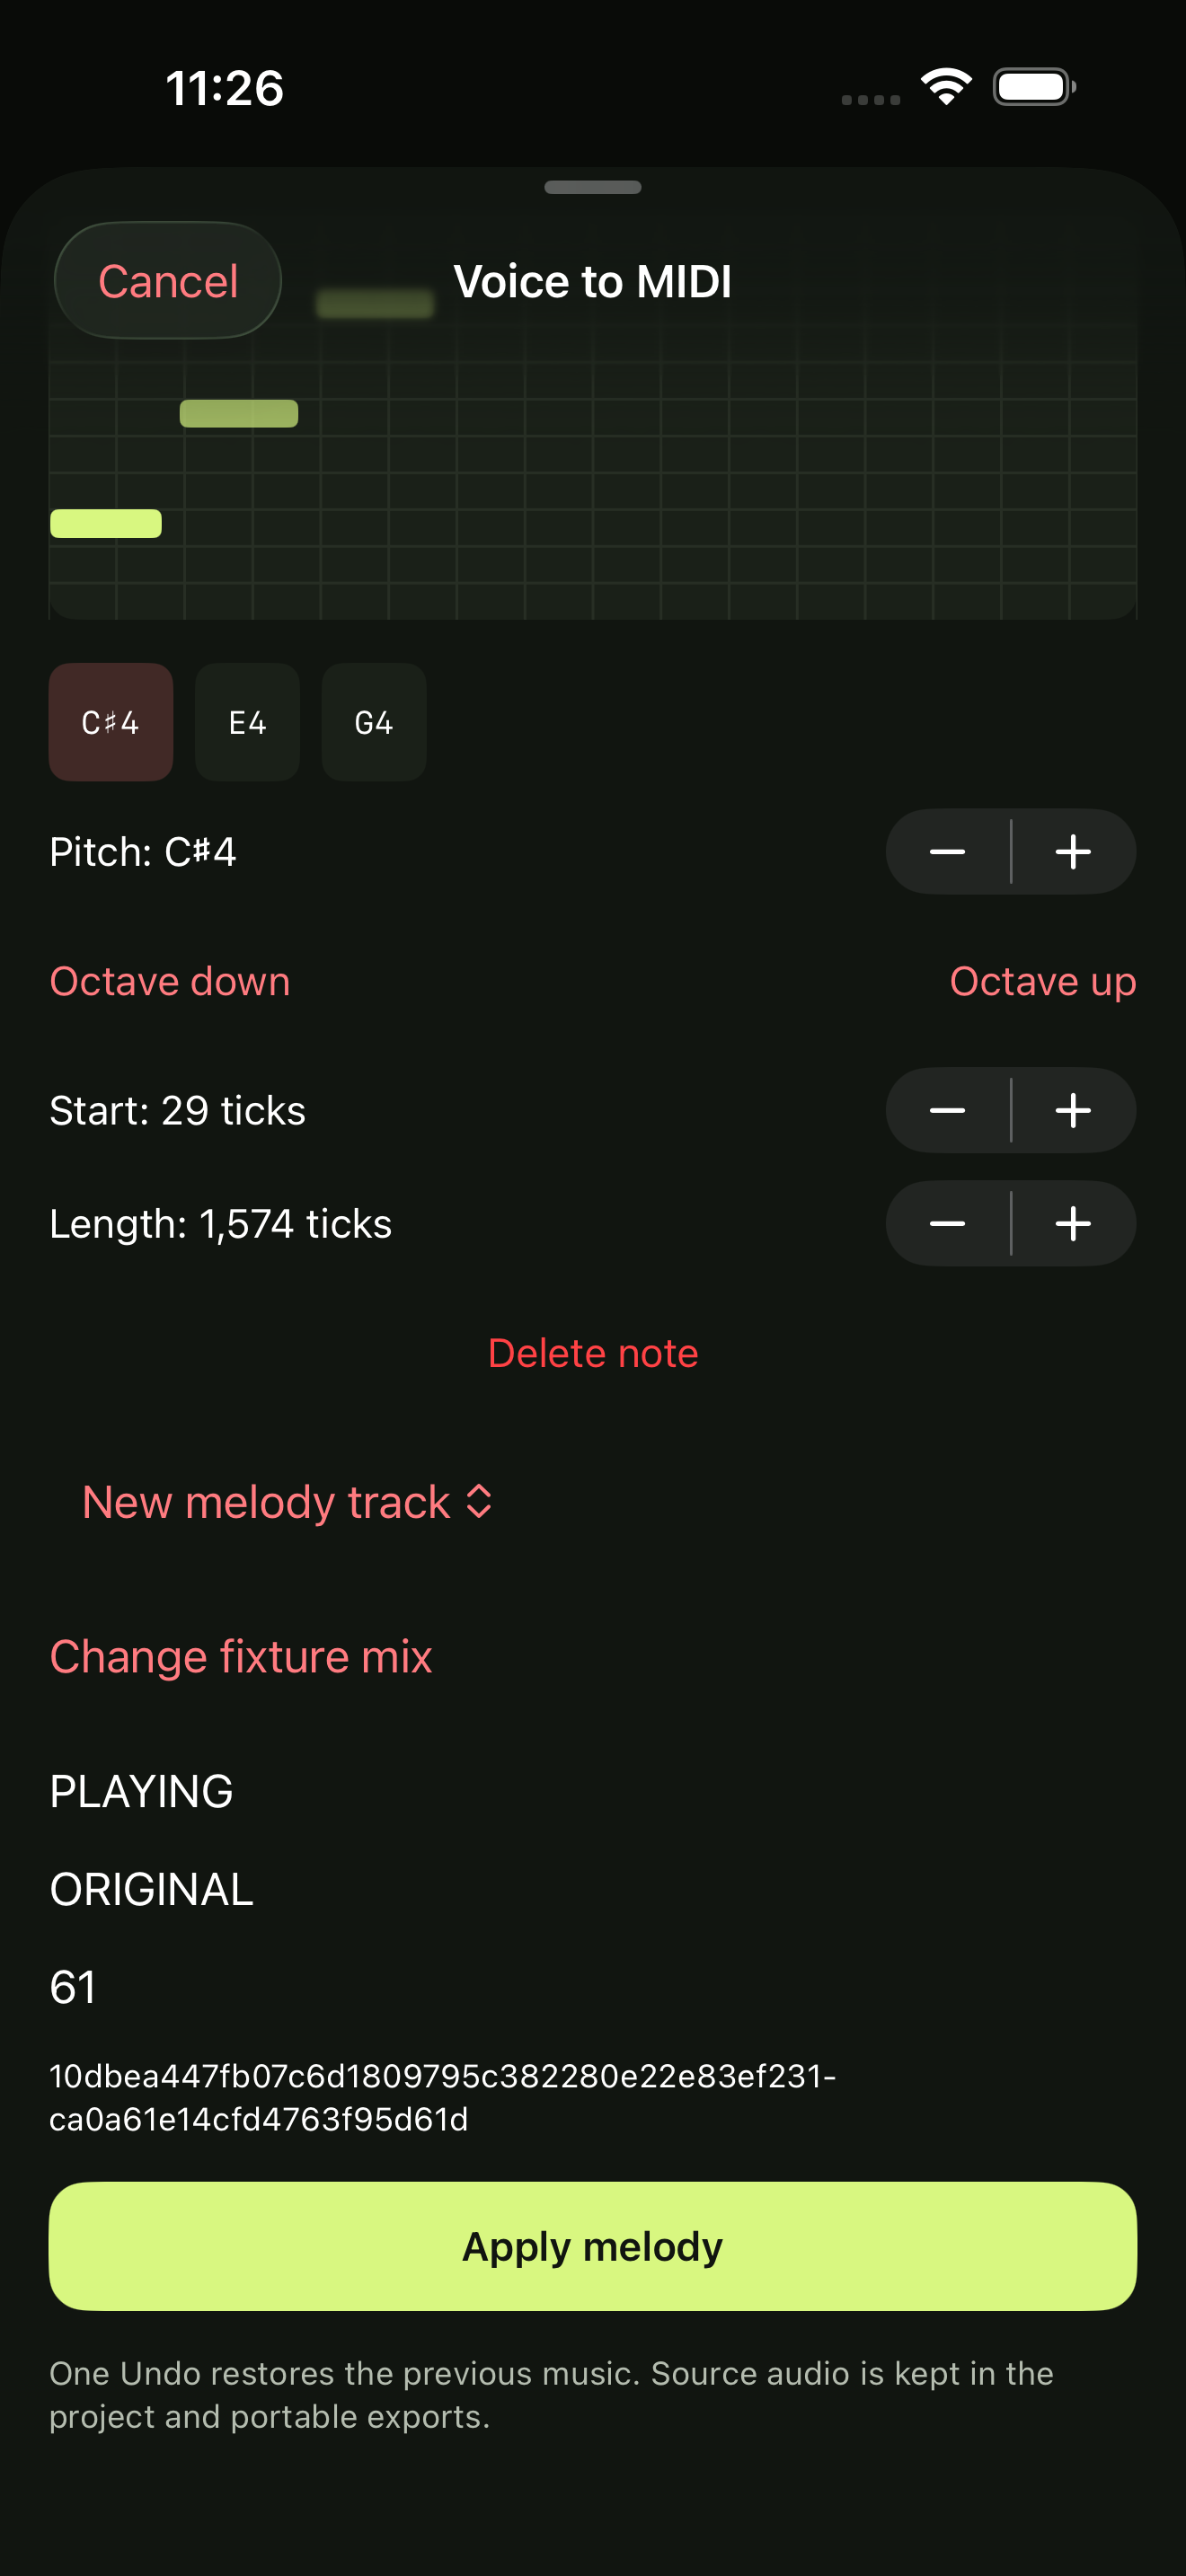 11:26
Cancel
Voice to MIDI
C♯4
E4
G4
Pitch: C♯4
Octave down
Octave up
Start: 29 ticks
Length: 1,574 ticks
Delete note
New melody track
Change fixture mix
PLAYING
ORIGINAL
61
10dbea447fb07c6d1809795c382280e22e83ef231-
ca0a61e14cfd4763f95d61d
Apply melody
One Undo restores the previous music. Source audio is kept in the
project and portable exports.